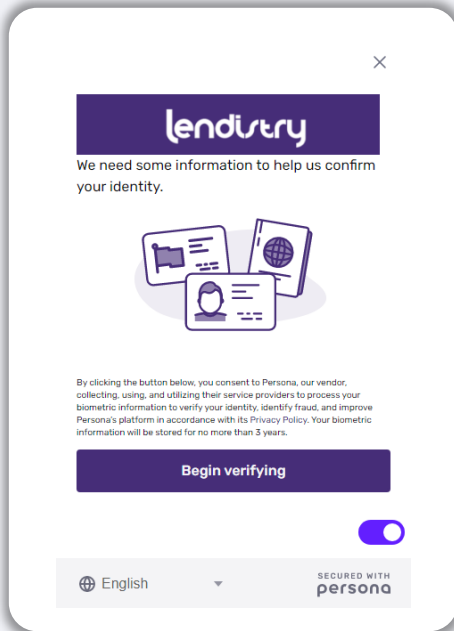 lendistry
We need some information to help us confirm
your identity.
By clicking the button below, you consent to Persona, our vendor,
collecting, using, and utilizing their service providers to process your
biometric information to verify your identity, identify fraud, and improve
Persona's platform in accordance with its Privacy Policy. Your biometric
information will be stored for no more than 3 years.
Begin verifying
English
SECURED WITH
persona